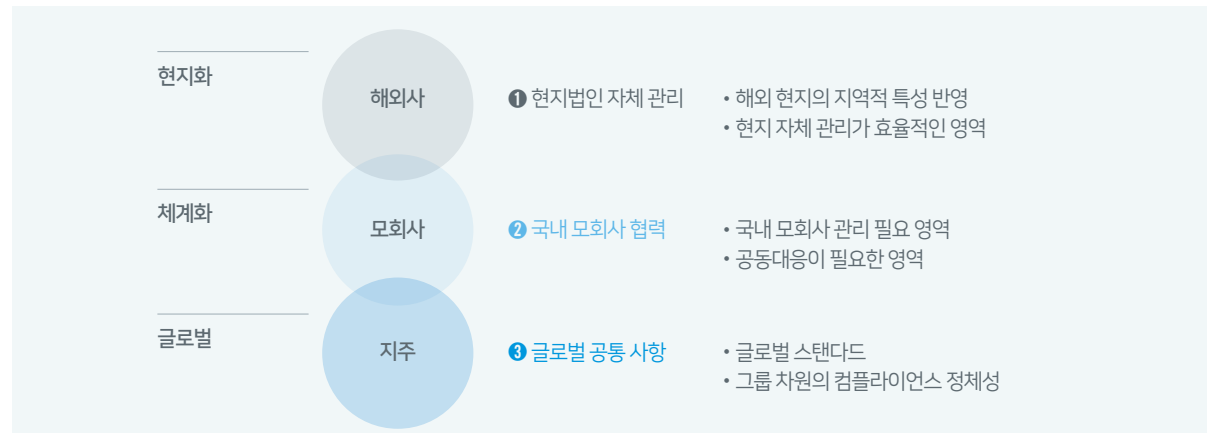 현지화
해외사
❶ 현지법인 자체 관리
• 해외 현지의 지역적 특성 반영
• 현지 자체 관리가 효율적인 영역
체계화
모회사
❷ 국내 모회사 협력
• 국내 모회사 관리 필요 영역
• 공동대응이 필요한 영역
글로벌
지주
❸ 글로벌 공통 사항
• 글로벌 스탠다드
• 그룹 차원의 컴플라이언스 정체성